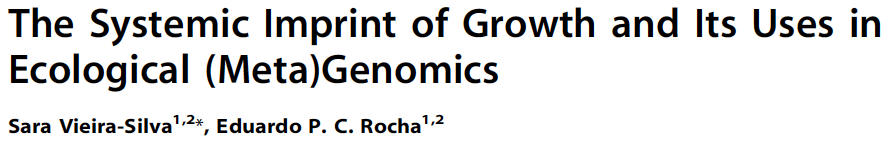 The Systemic Imprint of Growth and Its Uses in
Ecological (Meta)Genomics
Sara Vieira-Silva1,2*, Eduardo P. C. Rocha1,2